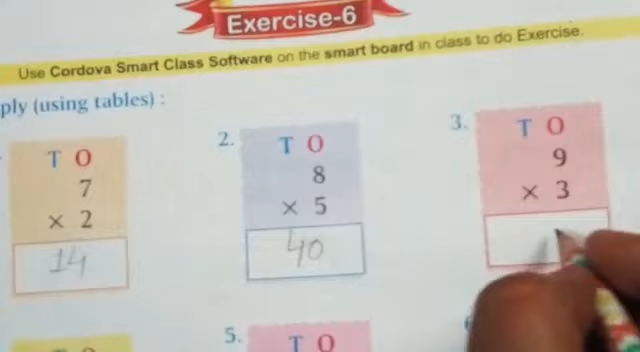 Exercise-6
Use Cordova Smart Class Software on the smart board in class to do Exercise.
ply (using tables) :
T O
7
× 2
14
2.
T O
8
× 5
40
3.
T O
9
× 3
5.
T O